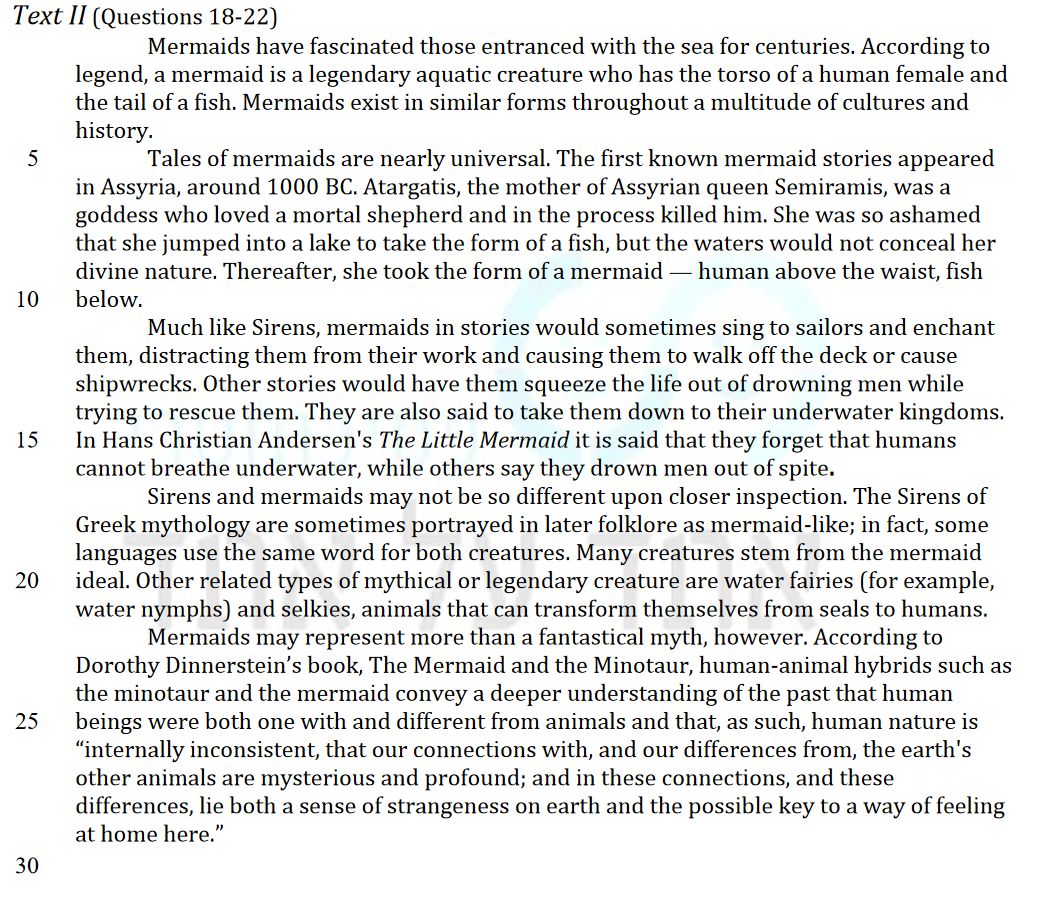 Text II (Questions 18-22)
Mermaids have fascinated those entranced with the sea for centuries. According to
legend, a mermaid is a legendary aquatic creature who has the torso of a human female and
the tail of a fish. Mermaids exist in similar forms throughout a multitude of cultures and
history.
5 Tales of mermaids are nearly universal. The first known mermaid stories appeared
in Assyria, around 1000 BC. Atargatis, the mother of Assyrian queen Semiramis, was a
goddess who loved a mortal shepherd and in the process killed him. She was so ashamed
that she jumped into a lake to take the form of a fish, but the waters would not conceal her
divine nature. Thereafter, she took the form of a mermaid — human above the waist, fish
10 below.
Much like Sirens, mermaids in stories would sometimes sing to sailors and enchant
them, distracting them from their work and causing them to walk off the deck or cause
shipwrecks. Other stories would have them squeeze the life out of drowning men while
trying to rescue them. They are also said to take them down to their underwater kingdoms.
15 In Hans Christian Andersen's The Little Mermaid it is said that they forget that humans
cannot breathe underwater, while others say they drown men out of spite.
Sirens and mermaids may not be so different upon closer inspection. The Sirens of
Greek mythology are sometimes portrayed in later folklore as mermaid-like; in fact, some
languages use the same word for both creatures. Many creatures stem from the mermaid
20 ideal. Other related types of mythical or legendary creature are water fairies (for example,
water nymphs) and selkies, animals that can transform themselves from seals to humans.
אחד על אחד
Mermaids may represent more than a fantastical myth, however. According to
Dorothy Dinnerstein’s book, The Mermaid and the Minotaur, human-animal hybrids such as
the minotaur and the mermaid convey a deeper understanding of the past that human
25 beings were both one with and different from animals and that, as such, human nature is
“internally inconsistent, that our connections with, and our differences from, the earth's
other animals are mysterious and profound; and in these connections, and these
differences, lie both a sense of strangeness on earth and the possible key to a way of feeling
at home here.”
30